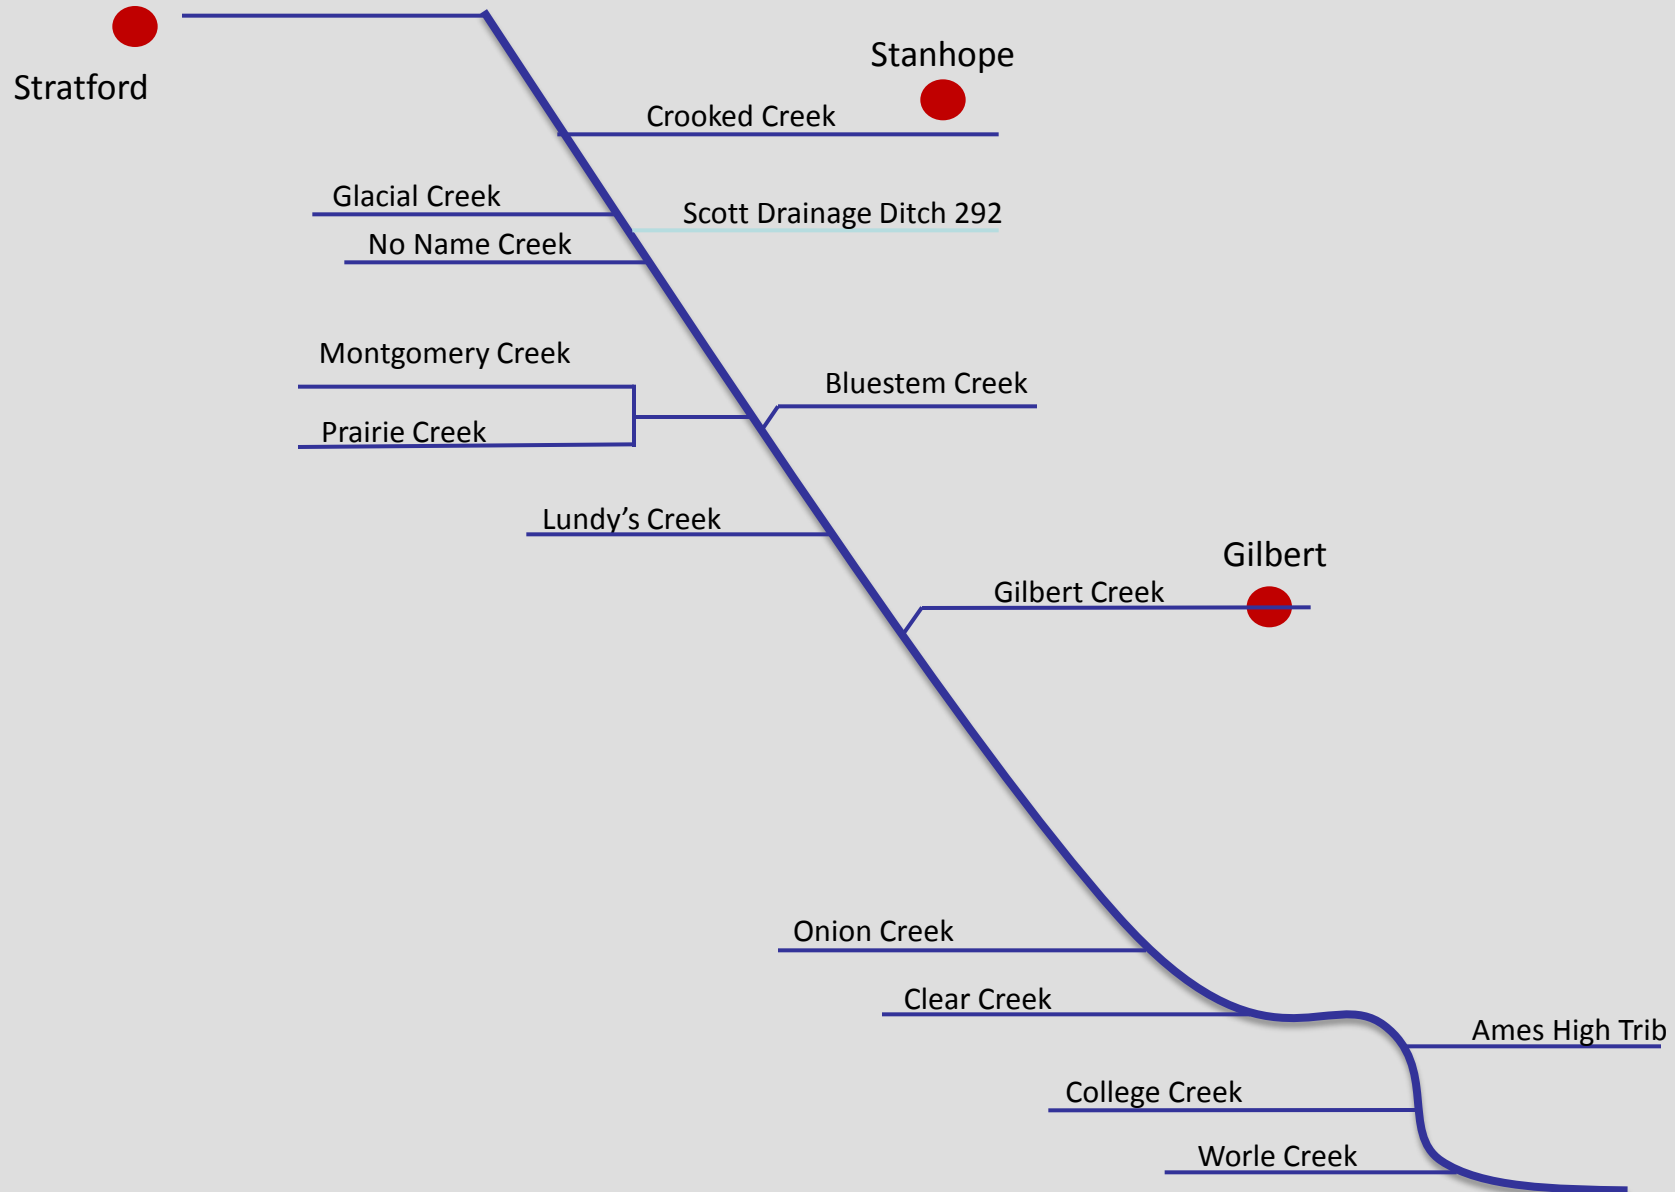 Stratford
Stanhope
Crooked Creek
Glacial Creek
Scott Drainage Ditch 292
No Name Creek
Montgomery Creek
Bluestem Creek
Prairie Creek
Lundy’s Creek
Gilbert
Gilbert Creek
Onion Creek
Clear Creek
Ames High Trib
College Creek
Worle Creek